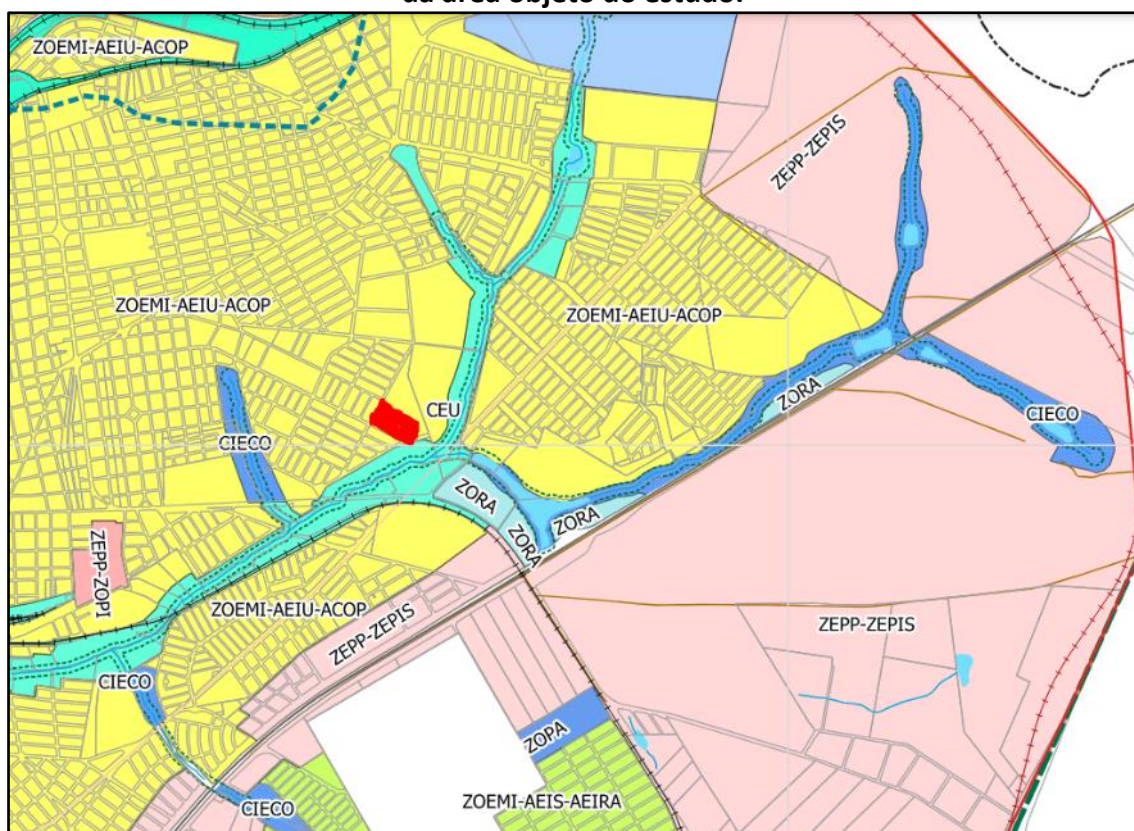 da área objeto do estudo.
ZOEMI-AEIU-ACOP
ZEPP-ZEPIS
ZOEMI-AEIU-ACOP
ZOEMI-AEIU-ACOP
ZORA
CEU
CIECO
CIECO
ZORA
ZORA
ZORA
ZEPP-ZOPI
ZOEMI-AEIU-ACOP
ZEPP-ZEPIS
ZEPP-ZEPIS
CIECO
ZOPA
CIECO
ZOEMI-AEIS-AEIRA